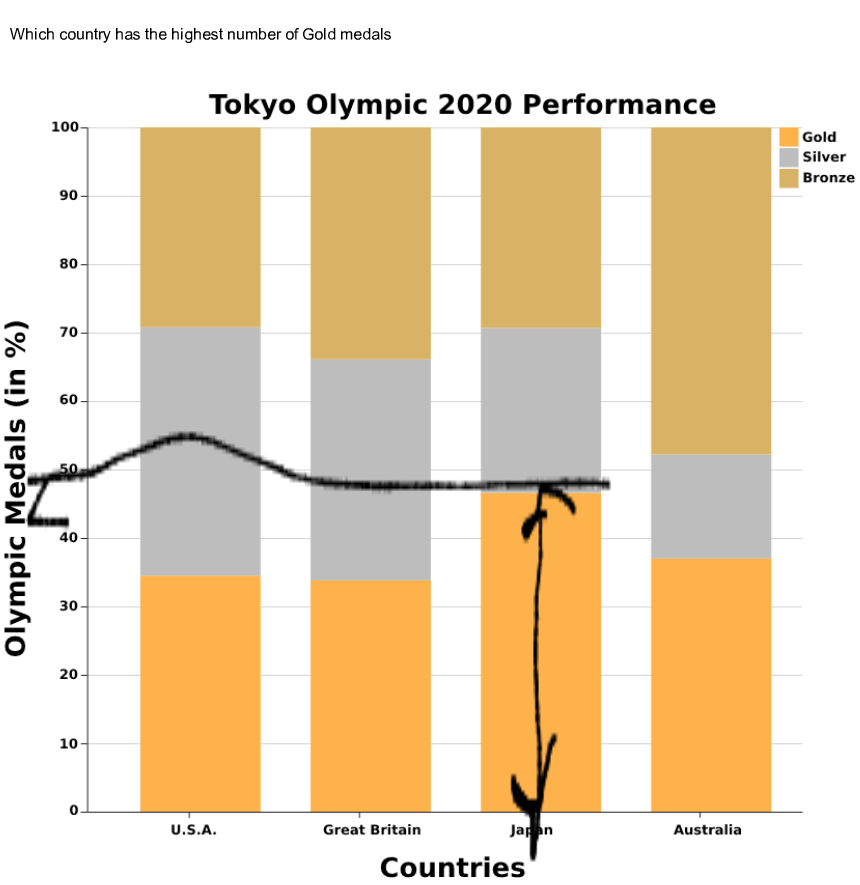 Which country has the highest number of Gold medals
Tokyo Olympic 2020 Performance
Gold
Silver
Bronze
100
90
80
70
60
50
40
30
20
10
0
Olympic Medals (in %)
U.S.A.
Great Britain
Japan
Australia
Countries